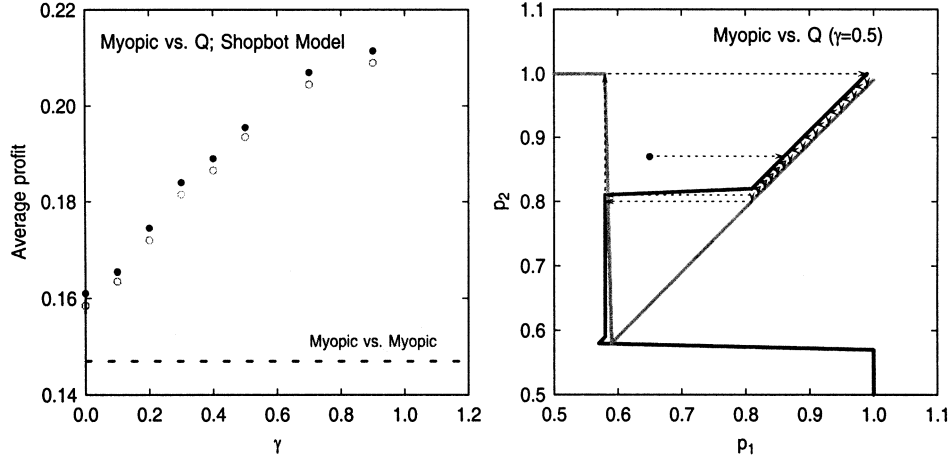 Myopic vs. Q; Shopbot Model
Average profit
0.22
0.20
0.18
0.16
0.14
Myopic vs. Myopic
0.0 0.2 0.4 0.6 0.8 1.0 1.2
γ
Myopic vs. Q (γ=0.5)
p2
1.1
1.0
0.9
0.8
0.7
0.6
0.5
0.5 0.6 0.7 0.8 0.9 1.0 1.1
p1